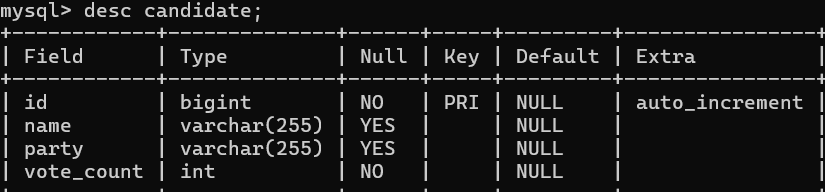 mysql> desc candidate;
+------------+--------------+------+-----+---------+----------------+
| Field      | Type         | Null | Key | Default | Extra          |
+------------+--------------+------+-----+---------+----------------+
| id         | bigint       | NO   | PRI | NULL    | auto_increment |
| name       | varchar(255) | YES  |     | NULL    |                |
| party      | varchar(255) | YES  |     | NULL    |                |
| vote_count | int          | NO   |     | NULL    |                |